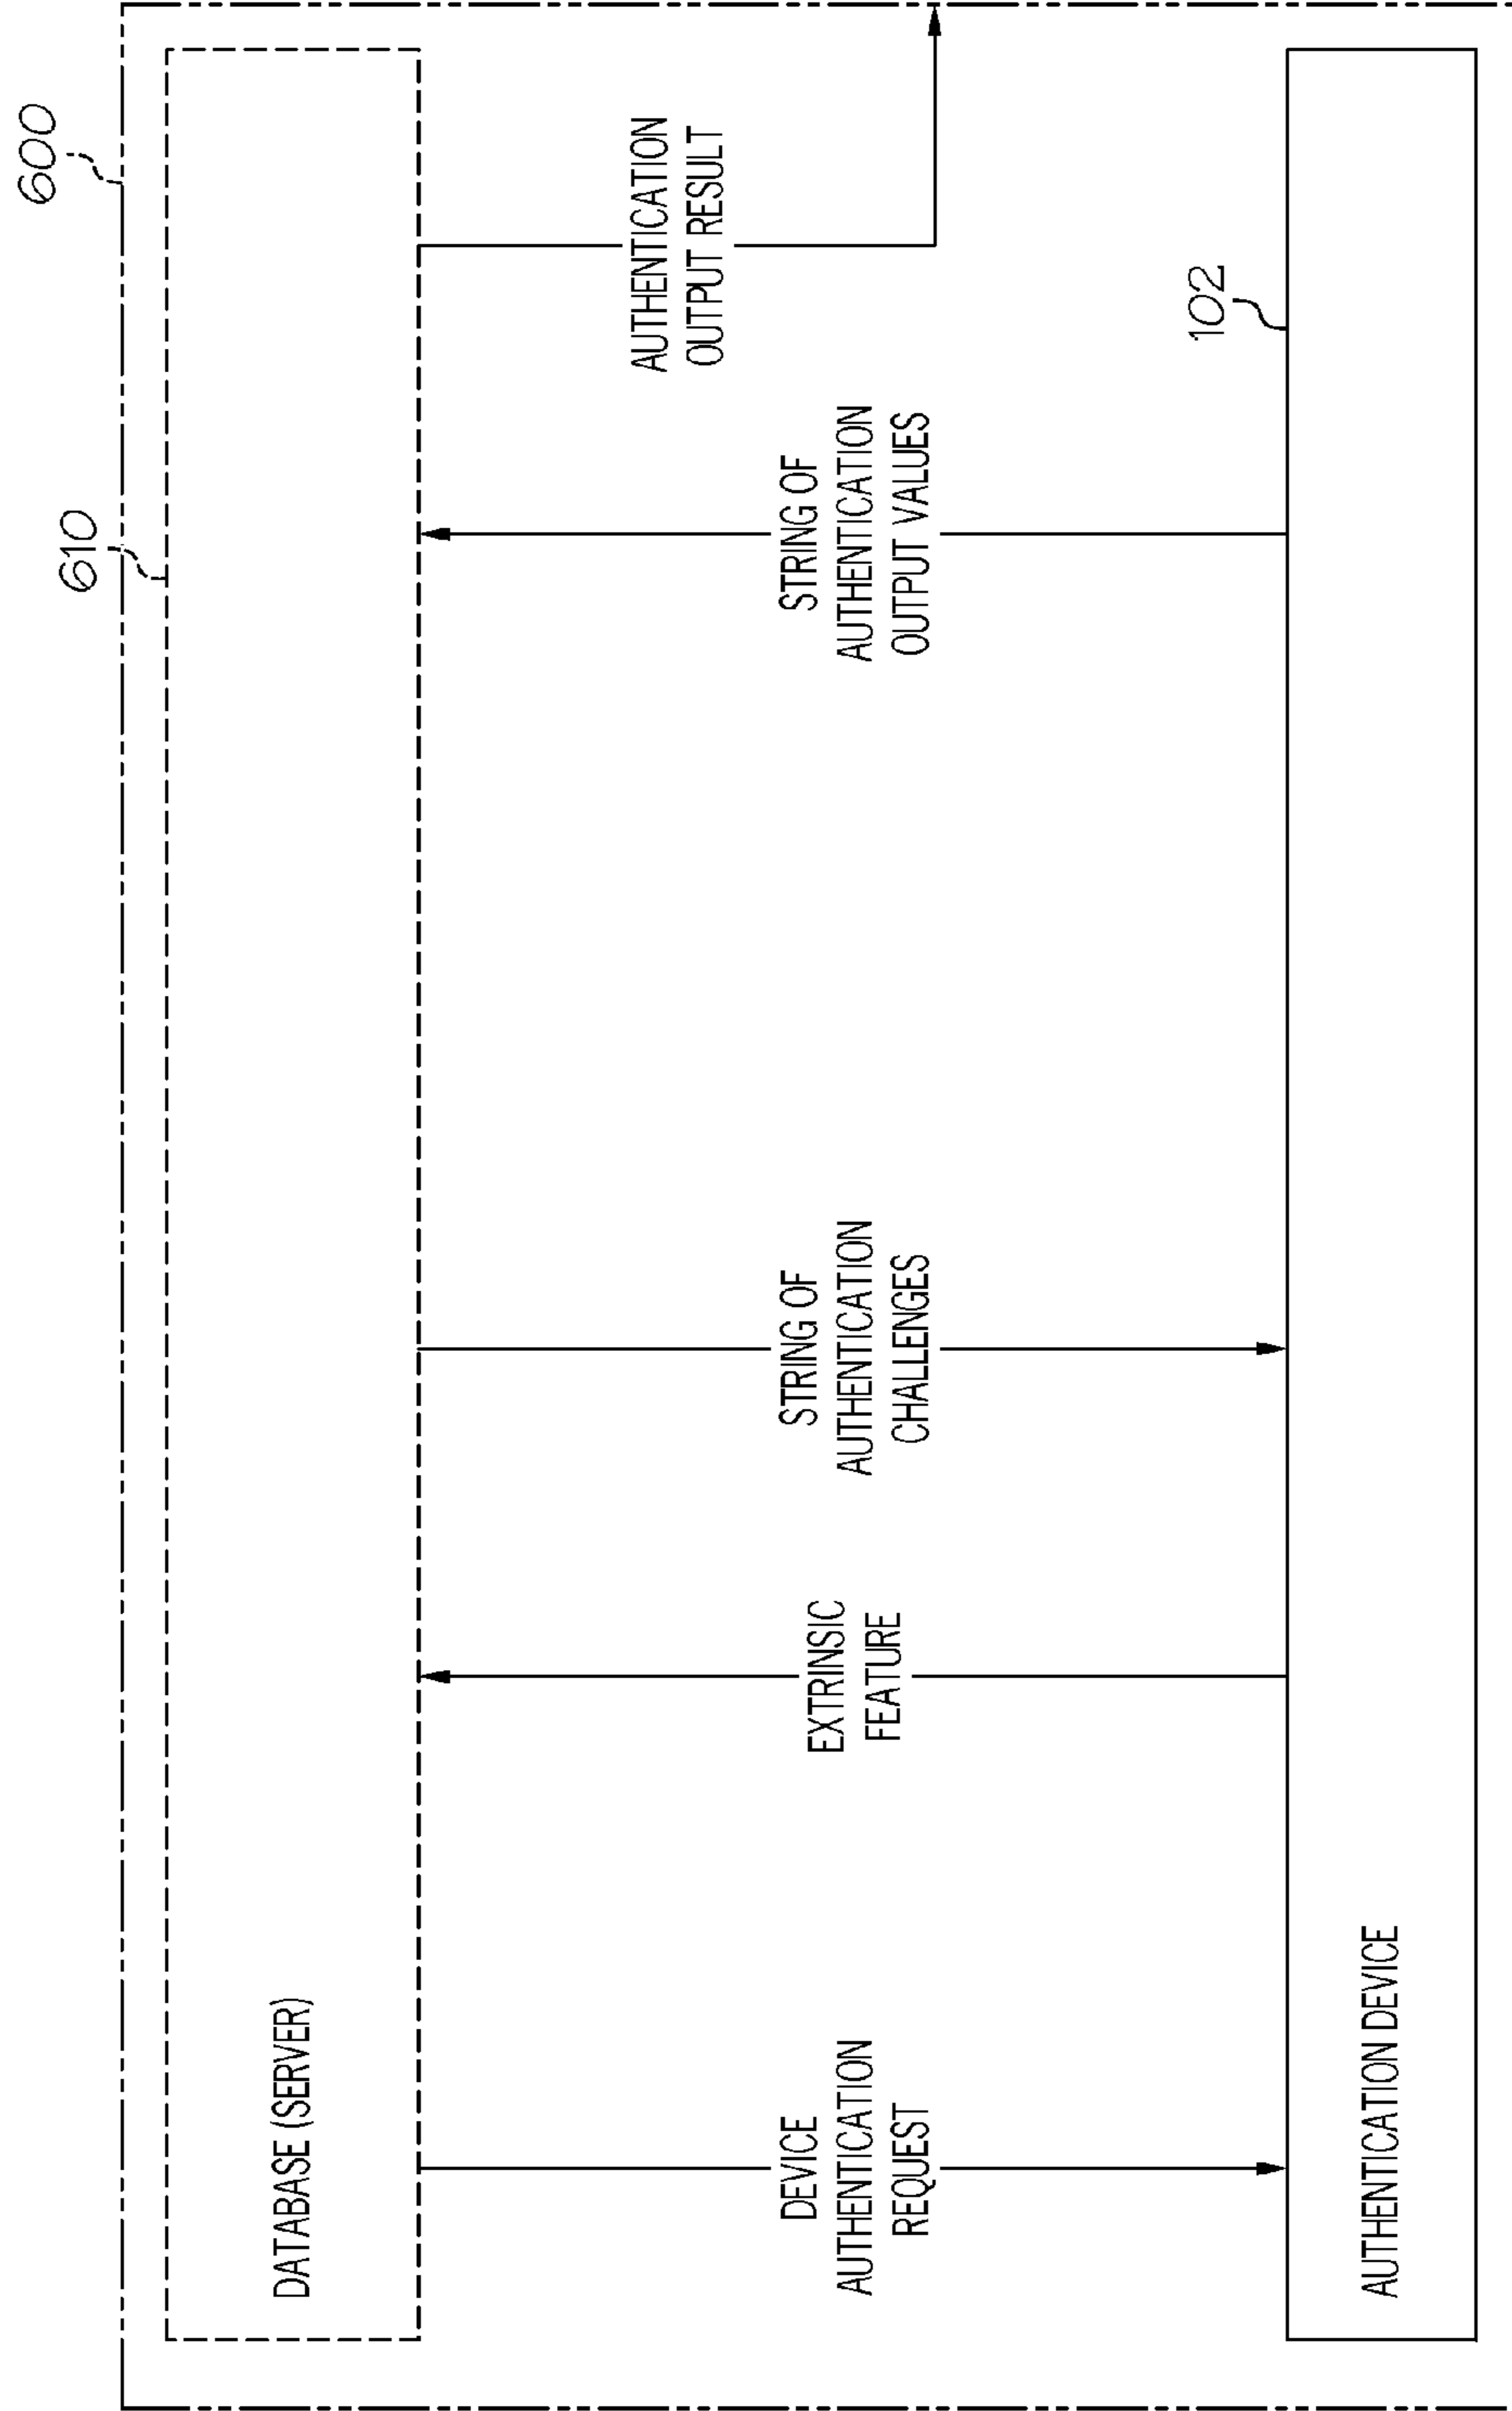 600
610
DATABASE (SERVER)
DEVICE
AUTHENTICATION
REQUEST
EXTRINSIC
FEATURE
STRING OF
AUTHENTICATION
CHALLENGES
STRING OF
AUTHENTICATION
OUTPUT VALUES
AUTHENTICATION
OUTPUT RESULT
102
AUTHENTICATION DEVICE